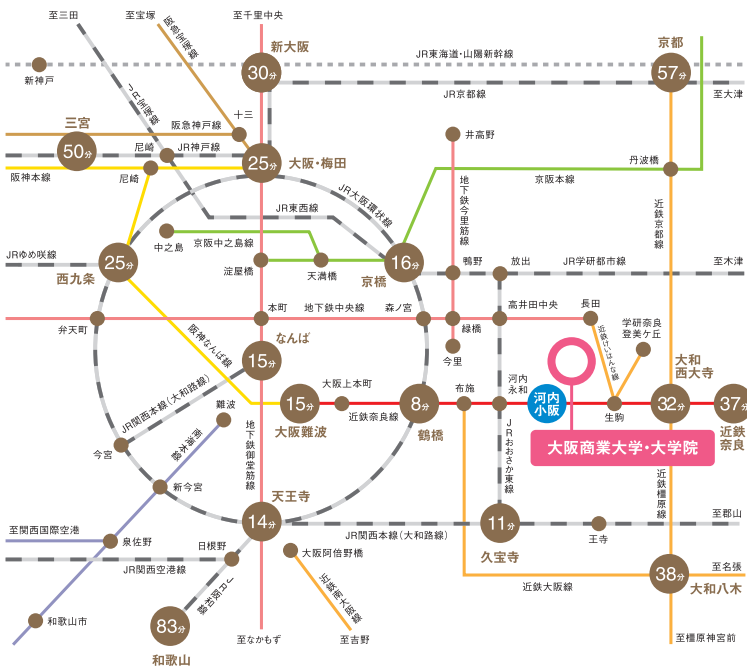 至三田
至宝塚
至千里中央
阪急宝塚線
新大阪
30分
JR東海道・山陽新幹線
京都
57分
新神戸
JR京都線
至大津
JR宝塚線
十三
三宮
50分
阪急神戸線
尼崎
JR神戸線
井高野
大阪・梅田
25分
阪神本線
尼崎
丹波橋
京阪本線
JR大阪環状線
地下鉄今里筋線
JR東西線
近鉄京都線
中之島
京阪中之島線
JRゆめ咲線
25分
西九条
淀屋橋
天満橋
16分
京橋
鴫野
放出
JR学研都市線
至木津
弁天町
本町
地下鉄中央線
森ノ宮
緑橋
高井田中央
長田
学研奈良
登美ケ丘
阪神なんば線
なんば
15分
今里
近鉄けいはんな線
大和
西大寺
32分
JR関西本線(大和路線)
難波
15分
大阪難波
大阪上本町
近鉄奈良線
8分
鶴橋
布施
河内
永和
河内
小阪
生駒
37分
近鉄
奈良
大阪商業大学・大学院
今宮
南海本線
地下鉄御堂筋線
JRおおさか東線
近鉄橿原線
新今宮
天王寺
14分
JR関西本線(大和路線)
11分
久宝寺
王寺
至郡山
至関西国際空港
泉佐野
日根野
JR関西空港線
大阪阿倍野橋
JR阪和線
近鉄南大阪線
近鉄大阪線
38分
大和八木
至名張
和歌山市
83分
和歌山
至なかもず
至吉野
至橿原神宮前